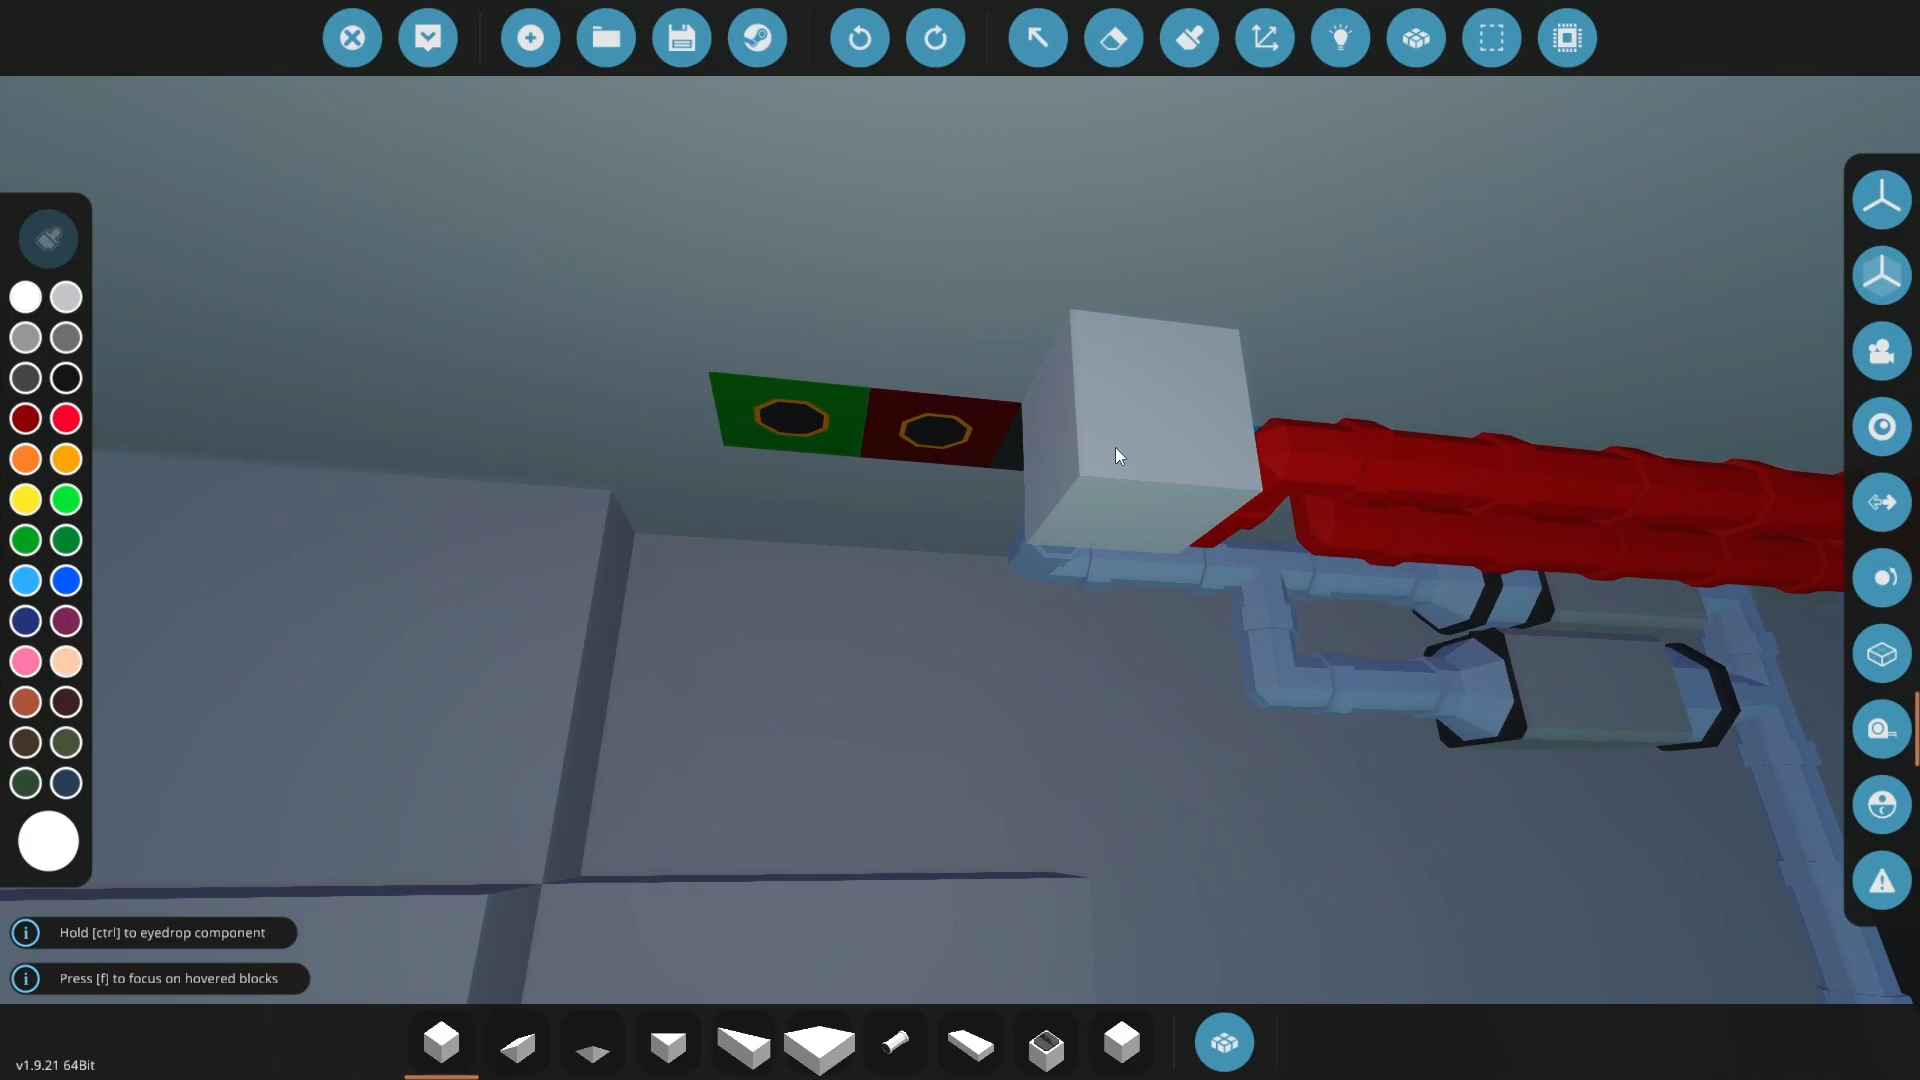 Hold [ctrl] to eyedrop component
Press [f] to focus on hovered blocks
v1.9.21 64Bit